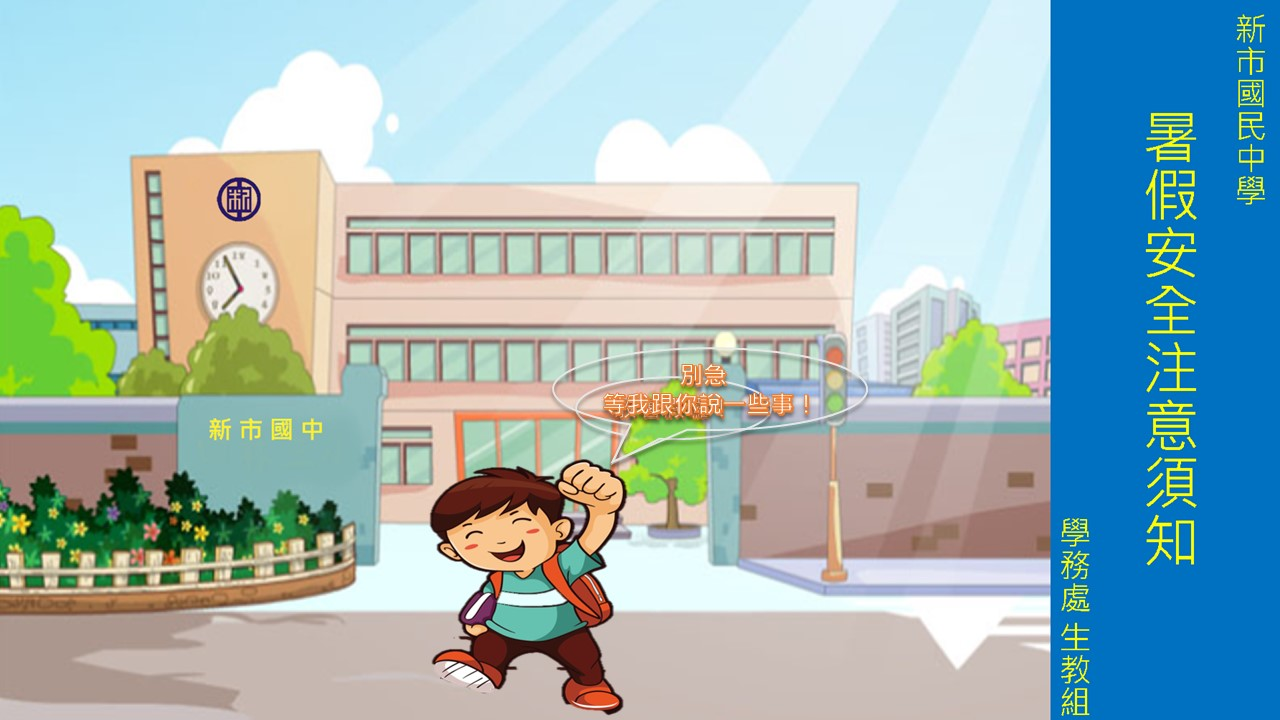 新市國民中學
暑假安全注意須知
學務處 生教組
新市國中
別急
等我跟你說一些事！